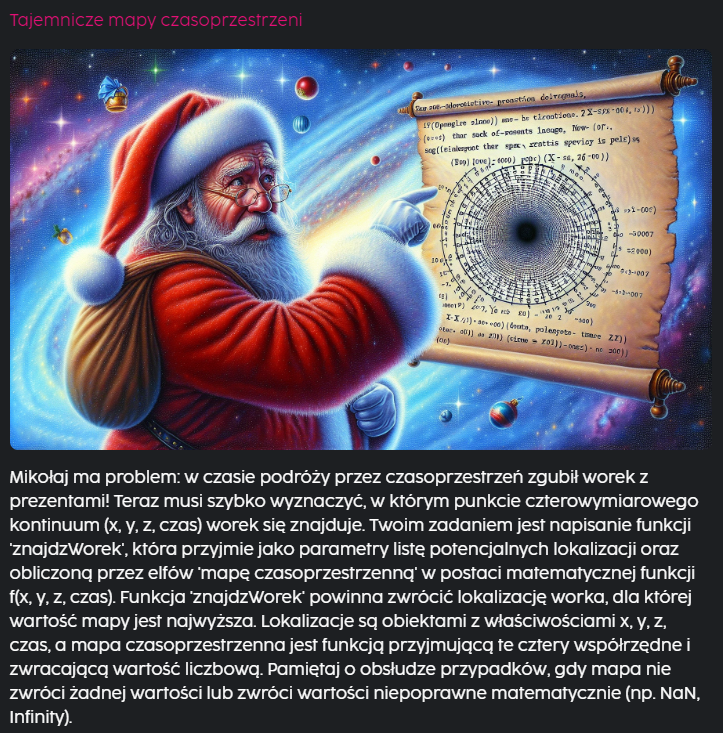 Tajemnicze mapy czasoprzestrzeni
Mikołaj ma problem: w czasie podróży przez czasoprzestrzeń zgubił worek z
prezentami! Teraz musi szybko wyznaczyć, w którym punkcie czterowymiarowego
kontinuum (x, y, z, czas) worek się znajduje. Twoim zadaniem jest napisanie funkcji
'znajdzWorek', która przyjmie jako parametry listę potencjalnych lokalizacji oraz
obliczoną przez elfów 'mapę czasoprzestrzenną' w postaci matematycznej funkcji
f(x, y, z, czas). Funkcja 'znajdzWorek' powinna zwrócić lokalizację worka, dla której
wartość mapy jest najwyższa. Lokalizacje są obiektami z właściwościami x, y, z,
czas, a mapa czasoprzestrzenna jest funkcją przyjmującą te cztery współrzędne i
zwracającą wartość liczbową. Pamiętaj o obsłudze przypadków, gdy mapa nie
zwróci żadnej wartości lub zwróci wartości niepoprawne matematycznie (np. NaN,
Infinity).